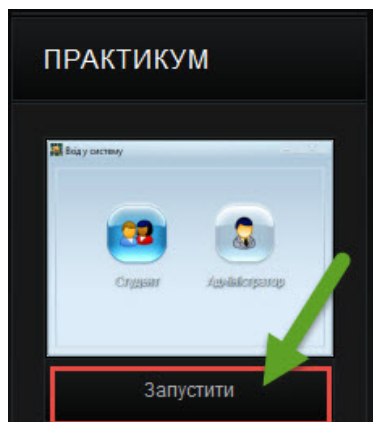 ПРАКТИКУМ
Вхід у систему
Студент
Адміністратор
Запустити